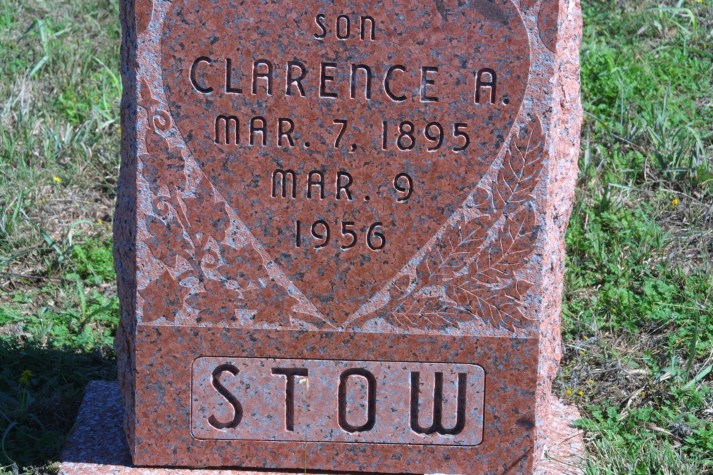 SON
CLARENCE A.
MAR. 7, 1895
MAR. 9
1956
STOW